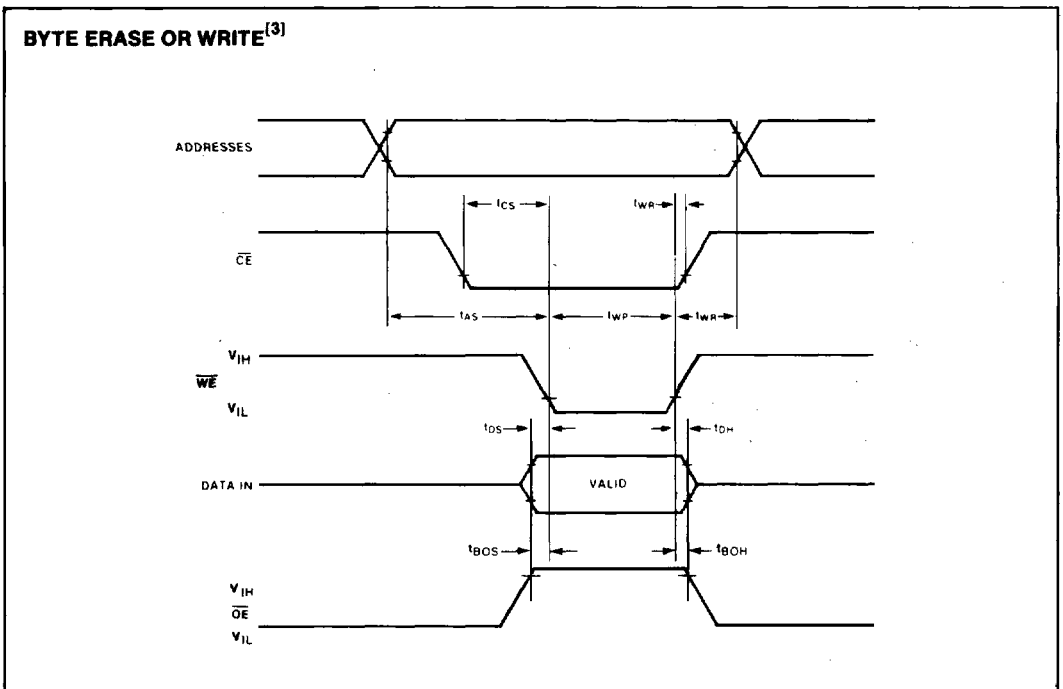 BYTE ERASE OR WRITE[3]
ADDRESSES
tCS
tWR
CE
tAS
tWP
tWR
VIH
WE
VIL
tDS
tDH
DATA IN
VALID
tBOS
tBOH
VIH
OE
VIL